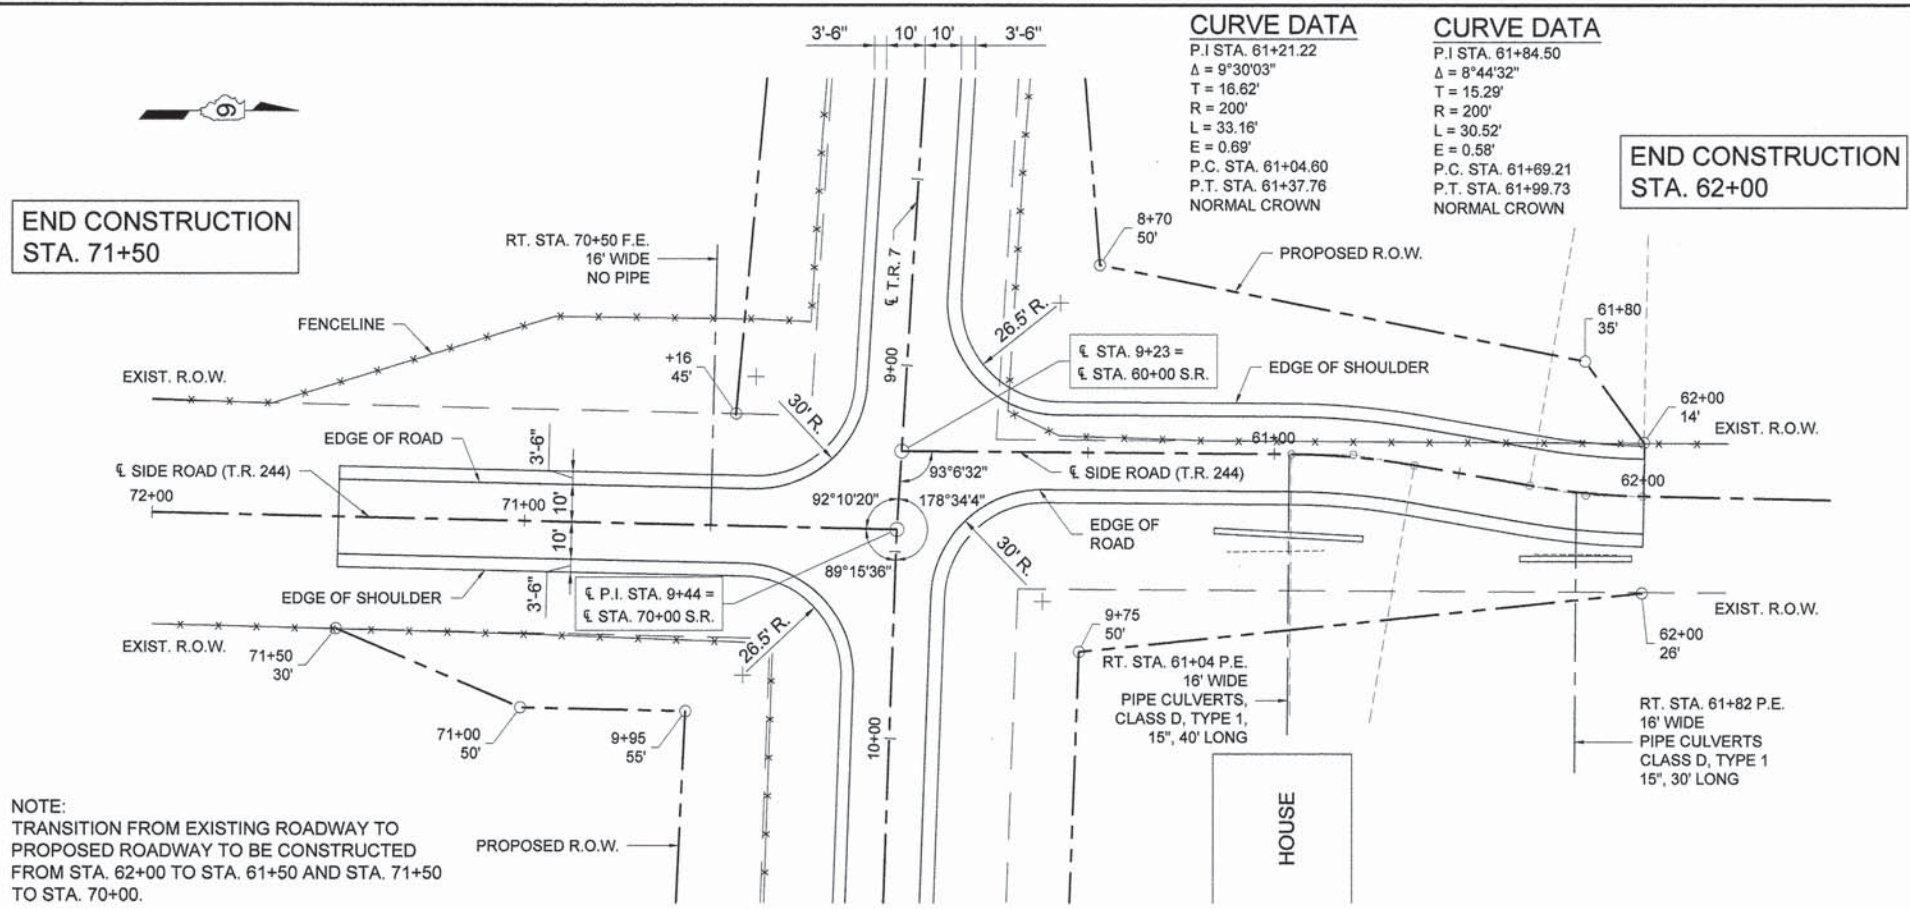 3'-6" 10' 10' 3'-6"
CURVE DATA
P.I STA. 61+21.22
Δ = 9°30'03"
T = 16.62'
R = 200'
L = 33.16'
E = 0.69'
P.C. STA. 61+04.60
P.T. STA. 61+37.76
NORMAL CROWN
CURVE DATA
P.I STA. 61+84.50
Δ = 8°44'32"
T = 15.29'
R = 200'
L = 30.52'
E = 0.58'
P.C. STA. 61+69.21
P.T. STA. 61+99.73
NORMAL CROWN
END CONSTRUCTION
STA. 62+00
END CONSTRUCTION
STA. 71+50
RT. STA. 70+50 F.E.
16' WIDE
NO PIPE
℄ T.R. 7
8+70
50'
PROPOSED R.O.W.
61+80
35'
FENCELINE
EXIST. R.O.W.
+16
45'
9+00
26.5' R.
℄ STA. 9+23 =
℄ STA. 60+00 S.R.
EDGE OF SHOULDER
62+00
14'
EXIST. R.O.W.
30' R.
EDGE OF ROAD
3'-6"
61+00
℄ SIDE ROAD (T.R. 244)
93°6'32"
℄ SIDE ROAD (T.R. 244)
72+00
71+00
10'
92°10'20"
178°34'4"
62+00
10'
EDGE OF
ROAD
89°15'36"
30' R.
EDGE OF SHOULDER
3'-6"
℄ P.I. STA. 9+44 =
℄ STA. 70+00 S.R.
26.5' R.
EXIST. R.O.W.
EXIST. R.O.W.
9+75
50'
62+00
26'
71+50
30'
RT. STA. 61+04 P.E.
16' WIDE
PIPE CULVERTS,
CLASS D, TYPE 1,
15", 40' LONG
RT. STA. 61+82 P.E.
16' WIDE
PIPE CULVERTS
CLASS D, TYPE 1
15", 30' LONG
71+00
50'
9+95
55'
10+00
NOTE:
TRANSITION FROM EXISTING ROADWAY TO
PROPOSED ROADWAY TO BE CONSTRUCTED
FROM STA. 62+00 TO STA. 61+50 AND STA. 71+50
TO STA. 70+00.
PROPOSED R.O.W.
HOUSE